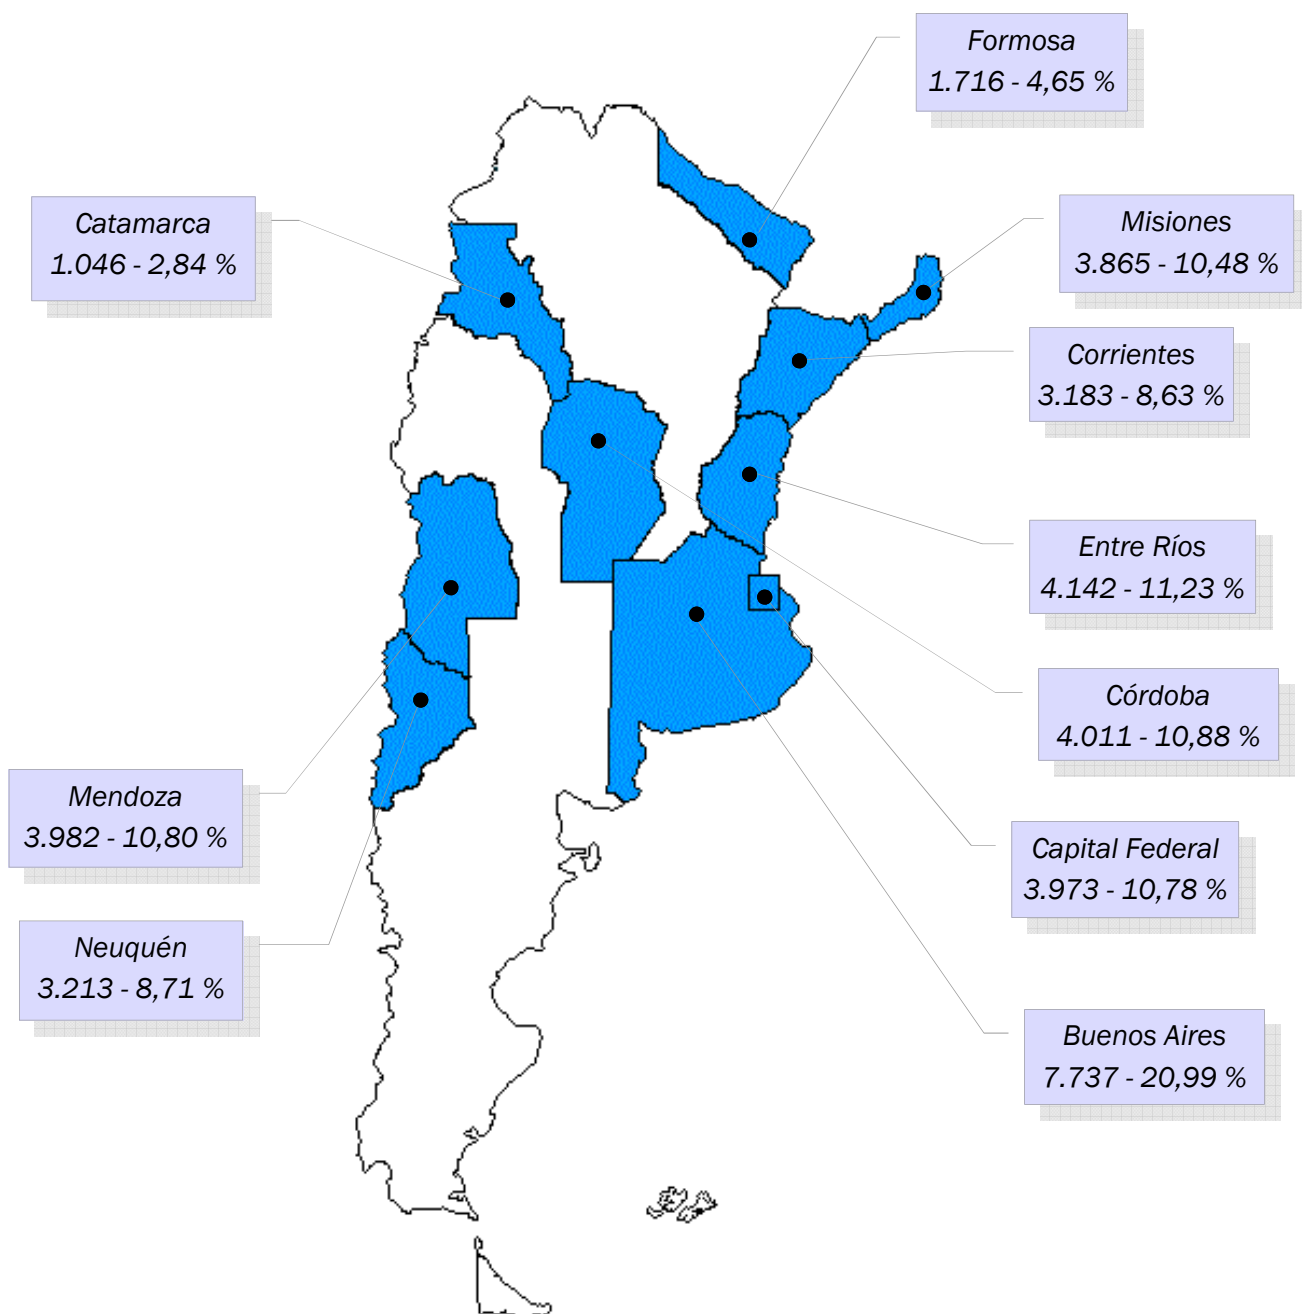 Formosa
1.716 - 4,65 %
Catamarca
1.046 - 2,84 %
Misiones
3.865 - 10,48 %
Corrientes
3.183 - 8,63 %
Entre Ríos
4.142 - 11,23 %
Córdoba
4.011 - 10,88 %
Mendoza
3.982 - 10,80 %
Capital Federal
3.973 - 10,78 %
Neuquén
3.213 - 8,71 %
Buenos Aires
7.737 - 20,99 %